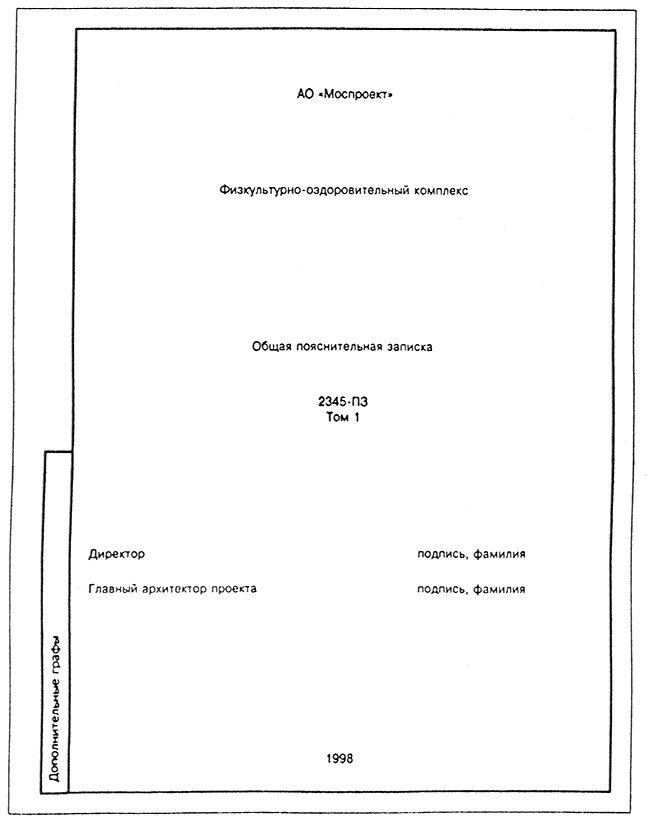 АО «Моспроект»
Физкультурно-оздоровительный комплекс
Общая пояснительная записка
2345-ПЗ
Том 1
Директор подпись, фамилия
Главный архитектор проекта подпись, фамилия
Дополнительные графы
1998